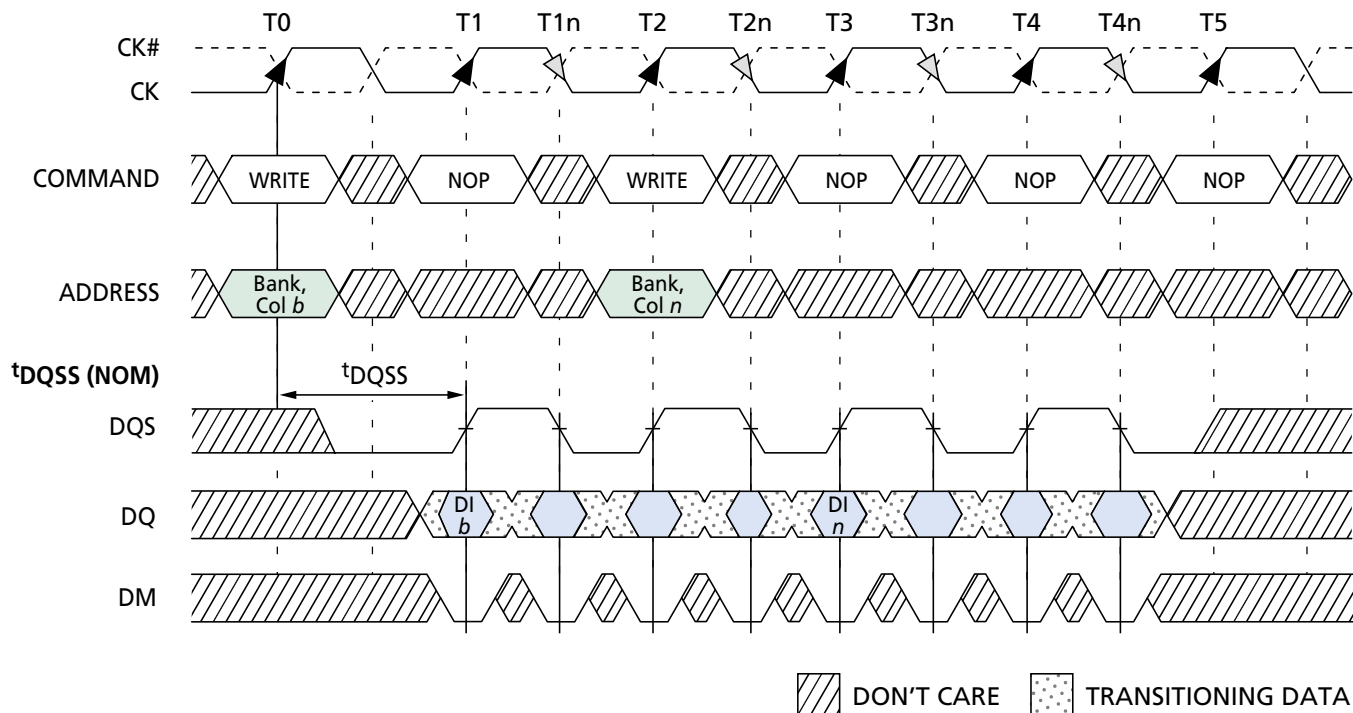 T0 T1 T1n T2 T2n T3 T3n T4 T4n T5
CK#
CK
COMMAND WRITE NOP WRITE NOP NOP NOP
ADDRESS Bank, Col b Bank, Col n
tDQSS (NOM) tDQSS
DQS
DQ DI b DI n
DM
DON'T CARE TRANSITIONING DATA